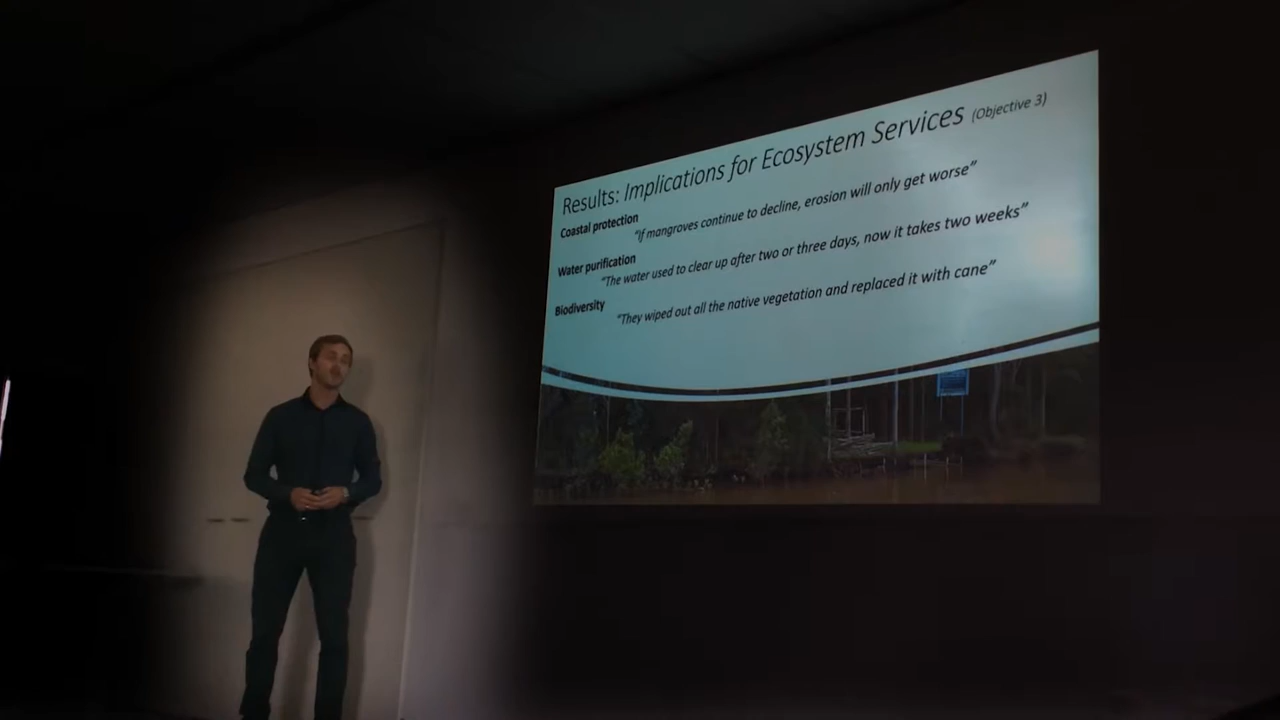 Results: Implications for Ecosystem Services (Objective 3)
Coastal protection
“If mangroves continue to decline, erosion will only get worse”
Water purification
“The water used to clear up after two or three days, now it takes two weeks”
Biodiversity
“They wiped out all the native vegetation and replaced it with cane”